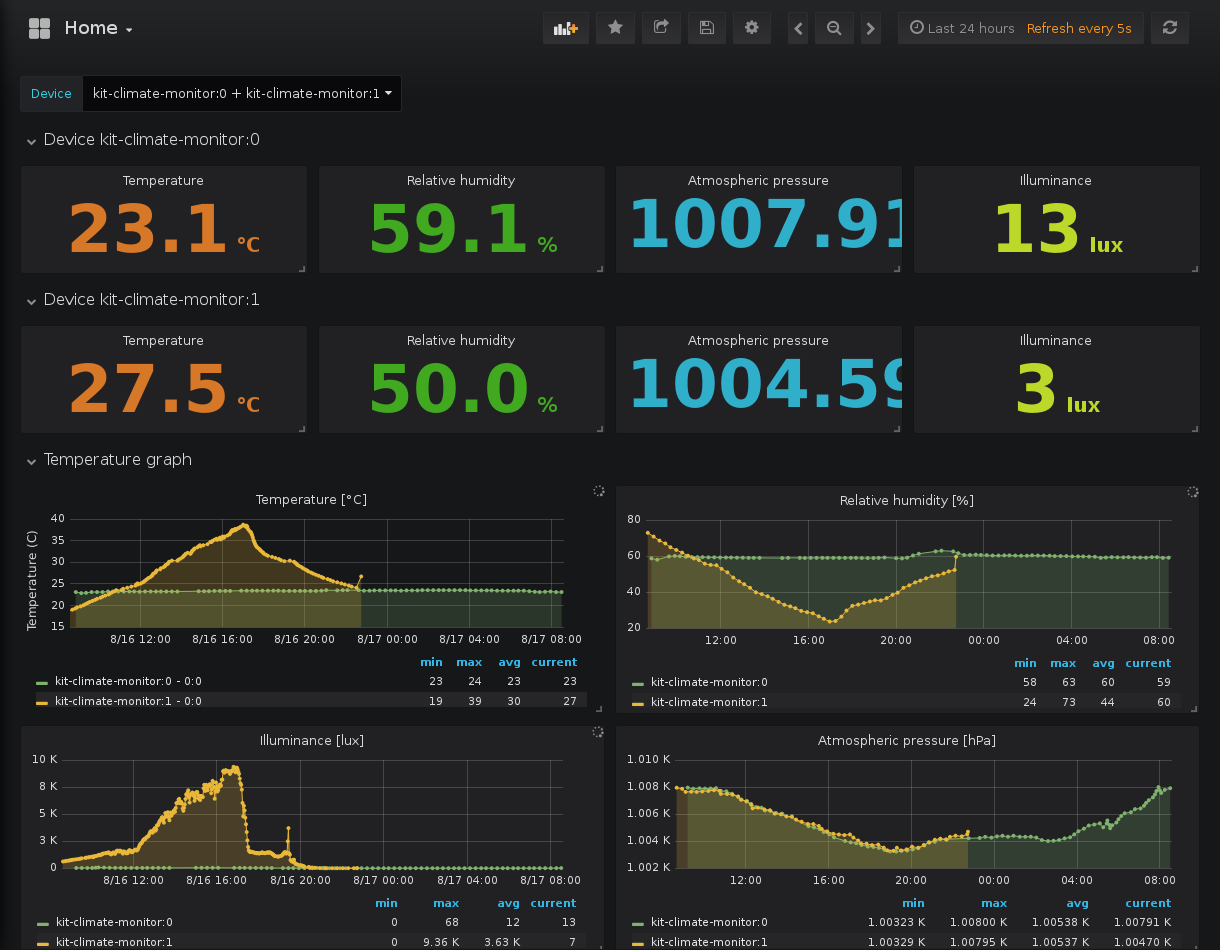 Home
Last 24 hours Refresh every 5s
Device kit-climate-monitor:0 + kit-climate-monitor:1
Device kit-climate-monitor:0
Temperature Relative humidity Atmospheric pressure Illuminance
23.1 °C 59.1 % 1007.91 13 lux
Device kit-climate-monitor:1
Temperature Relative humidity Atmospheric pressure Illuminance
27.5 °C 50.0 % 1004.59 3 lux
Temperature graph
Temperature [°C]
Temperature (C)
40
35
30
25
20
15
8/16 12:00 8/16 16:00 8/16 20:00 8/17 00:00 8/17 04:00 8/17 08:00
min max avg current
kit-climate-monitor:0 - 0:0 23 24 23 23
kit-climate-monitor:1 - 0:0 19 39 30 27
Relative humidity [%]
80
60
40
20
12:00 16:00 20:00 00:00 04:00 08:00
min max avg current
kit-climate-monitor:0 58 63 60 59
kit-climate-monitor:1 24 73 44 60
Illuminance [lux]
10 K
8 K
5 K
3 K
0
8/16 12:00 8/16 16:00 8/16 20:00 8/17 00:00 8/17 04:00 8/17 08:00
min max avg current
kit-climate-monitor:0 0 68 12 13
kit-climate-monitor:1 0 9.36 K 3.63 K 7
Atmospheric pressure [hPa]
1.010 K
1.008 K
1.006 K
1.004 K
1.002 K
12:00 16:00 20:00 00:00 04:00 08:00
min max avg current
kit-climate-monitor:0 1.00323 K 1.00800 K 1.00538 K 1.00791 K
kit-climate-monitor:1 1.00329 K 1.00795 K 1.00537 K 1.00470 K